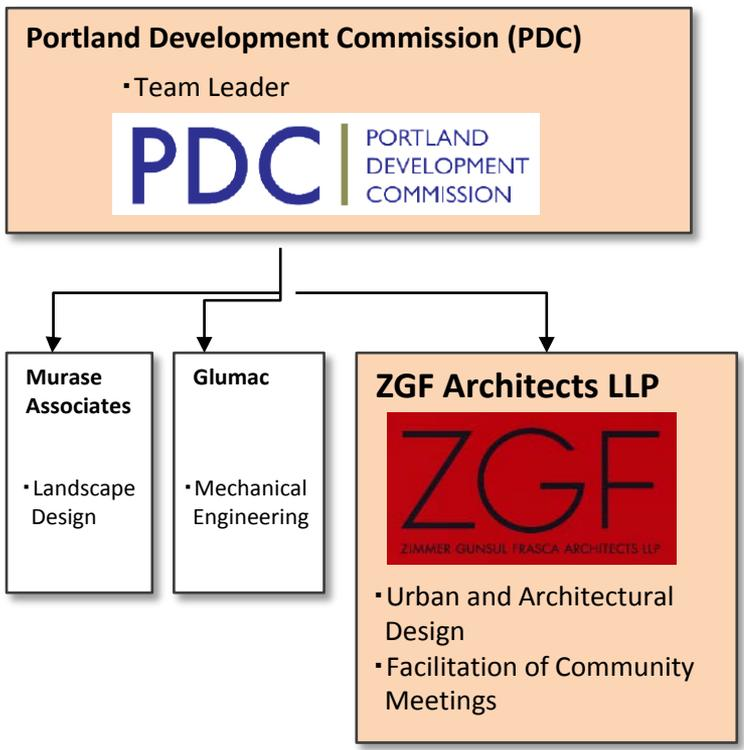 Portland Development Commission (PDC)
▪Team Leader
PDC
PORTLAND
DEVELOPMENT
COMMISSION
Murase
Associates
▪Landscape
Design
Glumac
▪Mechanical
Engineering
ZGF Architects LLP
ZGF
ZIMMER GUNSUL FRASCA ARCHITECTS LLP
▪Urban and Architectural
Design
▪Facilitation of Community
Meetings